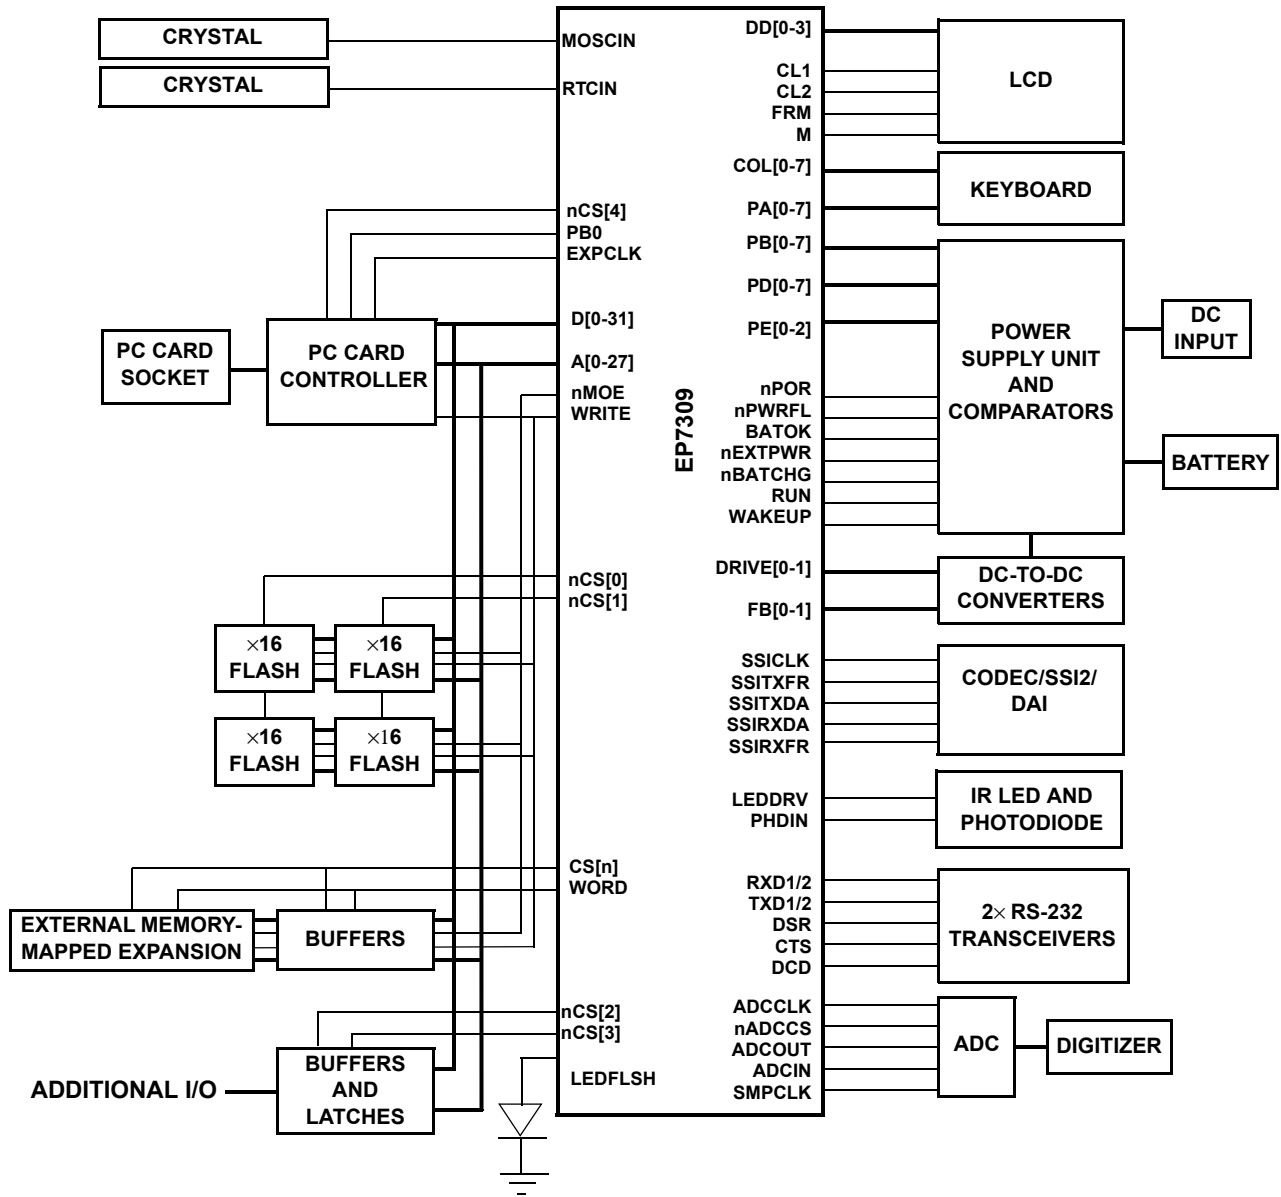 CRYSTAL
CRYSTAL
MOSCIN
RTCIN
nCS[4]
PB0
EXPCLK
D[0-31]
A[0-27]
nMOE
WRITE
PC CARD
SOCKET
PC CARD
CONTROLLER
nCS[0]
nCS[1]
×16
FLASH
×16
FLASH
×16
FLASH
×16
FLASH
CS[n]
WORD
EXTERNAL MEMORY-
MAPPED EXPANSION
BUFFERS
nCS[2]
nCS[3]
LEDFLSH
ADDITIONAL I/O
BUFFERS
AND
LATCHES
EP7309
DD[0-3]
CL1
CL2
FRM
M
COL[0-7]
PA[0-7]
PB[0-7]
PD[0-7]
PE[0-2]
nPOR
nPWRFL
BATOK
nEXTPWR
nBATCHG
RUN
WAKEUP
DRIVE[0-1]
FB[0-1]
SSICLK
SSITXFR
SSITXDA
SSIRXDA
SSIRXFR
LEDDRV
PHDIN
RXD1/2
TXD1/2
DSR
CTS
DCD
ADCCLK
nADCCS
ADCOUT
ADCIN
SMPCLK
LCD
KEYBOARD
POWER
SUPPLY UNIT
AND
COMPARATORS
DC
INPUT
BATTERY
DC-TO-DC
CONVERTERS
CODEC/SSI2/
DAI
IR LED AND
PHOTODIODE
2× RS-232
TRANSCEIVERS
ADC
DIGITIZER